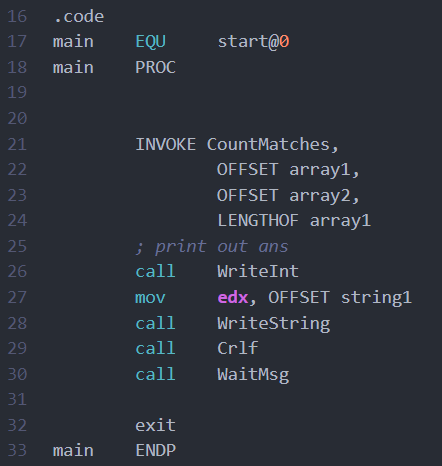 16 .code
17 main    EQU     start@0
18 main    PROC
19
20
21         INVOKE CountMatches,
22                 OFFSET array1,
23                 OFFSET array2,
24                 LENGTHOF array1
25         ; print out ans
26         call    WriteInt
27         mov     edx, OFFSET string1
28         call    WriteString
29         call    Crlf
30         call    WaitMsg
31
32         exit
33 main    ENDP